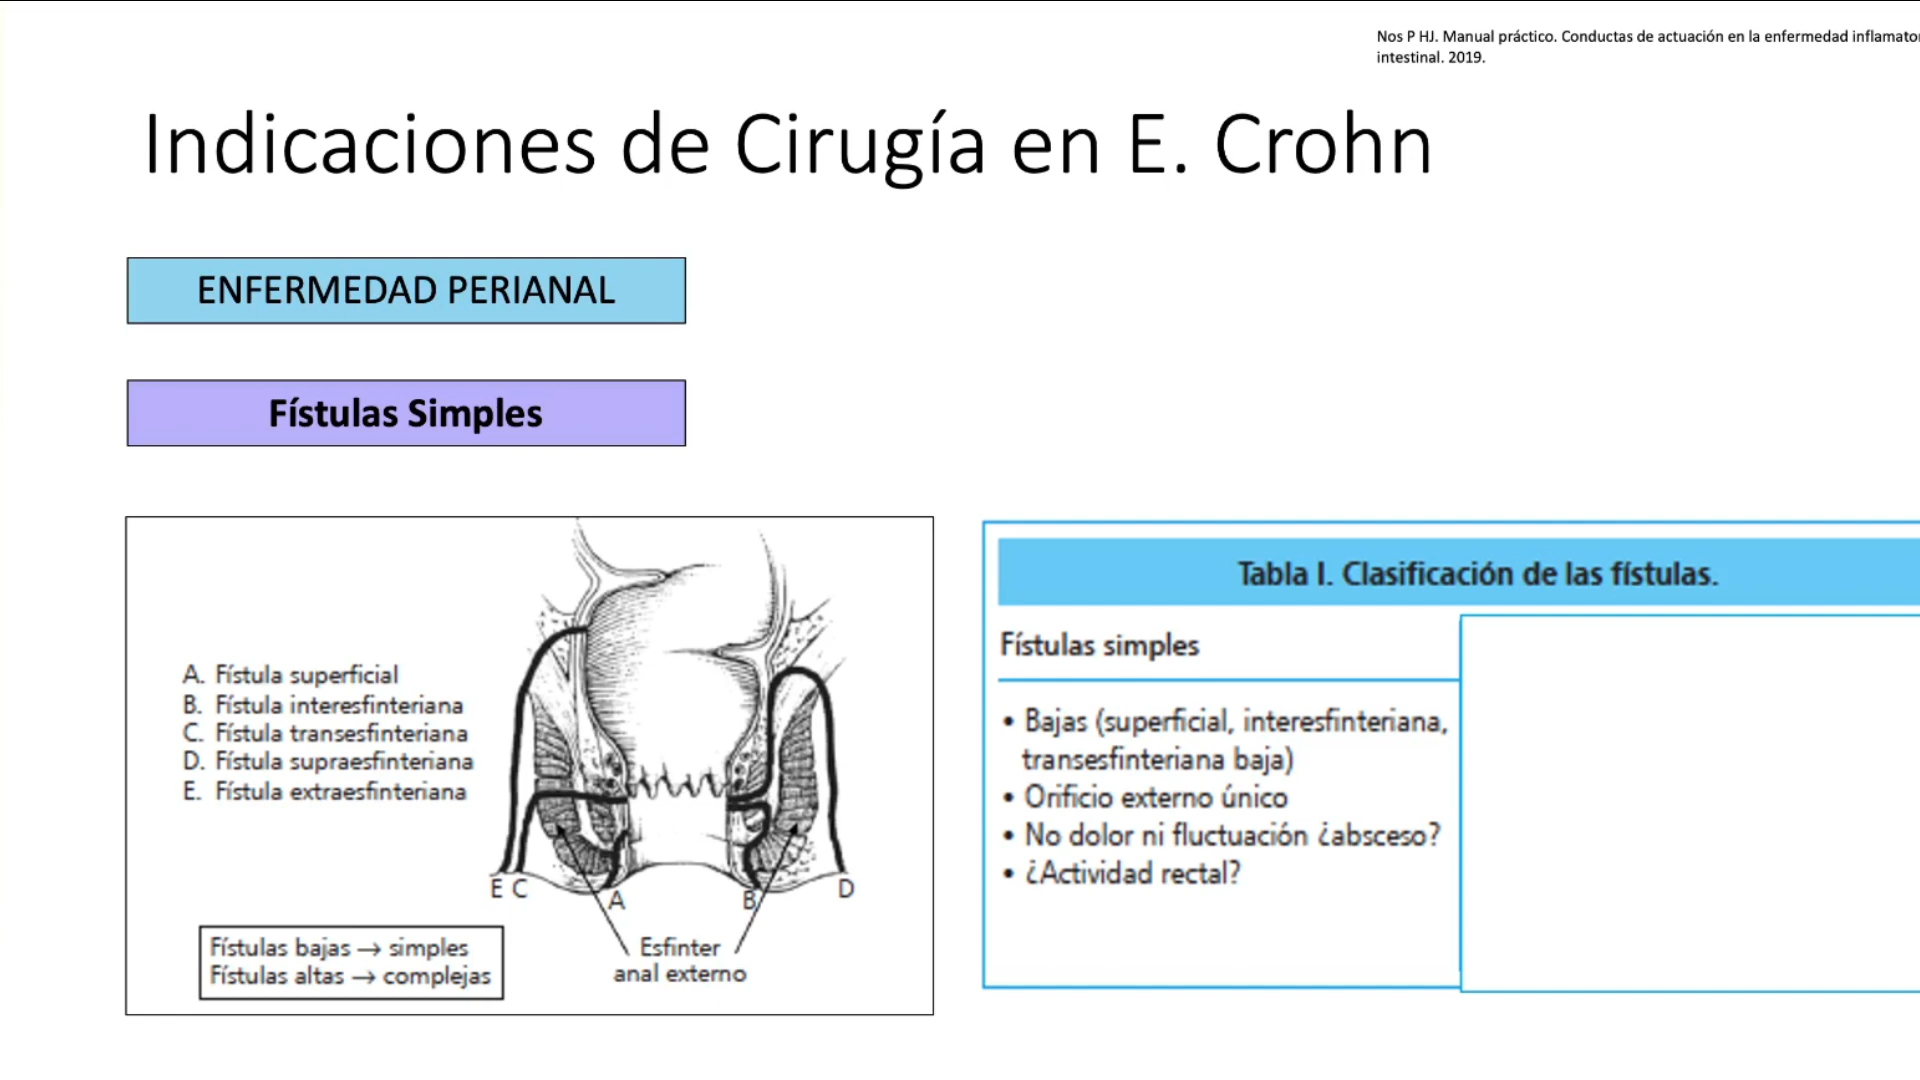 Nos P HJ. Manual práctico. Conductas de actuación en la enfermedad
intestinal. 2019.
Indicaciones de Cirugía en E. Crohn
ENFERMEDAD PERIANAL
Fístulas Simples
A. Fístula superficial
B. Fístula interesfinteriana
C. Fístula transesfinteriana
D. Fístula supraesfinteriana
E. Fístula extraesfinteriana
E C
A
B
D
Esfinter
anal externo
Fístulas bajas → simples
Fístulas altas → complejas
Tabla I. Clasificación de las fístulas.
Fístulas simples
• Bajas (superficial, interesfinteriana,
transesfinteriana baja)
• Orificio externo único
• No dolor ni fluctuación ¿absceso?
• ¿Actividad rectal?